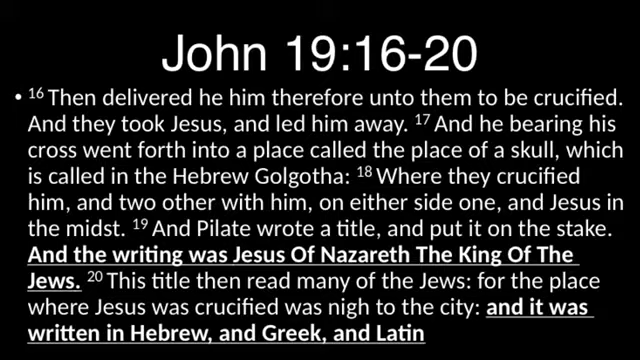 John 19:16-20
• 16 Then delivered he him therefore unto them to be crucified.
And they took Jesus, and led him away. 17 And he bearing his
cross went forth into a place called the place of a skull, which
is called in the Hebrew Golgotha: 18 Where they crucified
him, and two other with him, on either side one, and Jesus in
the midst. 19 And Pilate wrote a title, and put it on the stake.
And the writing was Jesus Of Nazareth The King Of The
Jews. 20 This title then read many of the Jews: for the place
where Jesus was crucified was nigh to the city: and it was
written in Hebrew, and Greek, and Latin